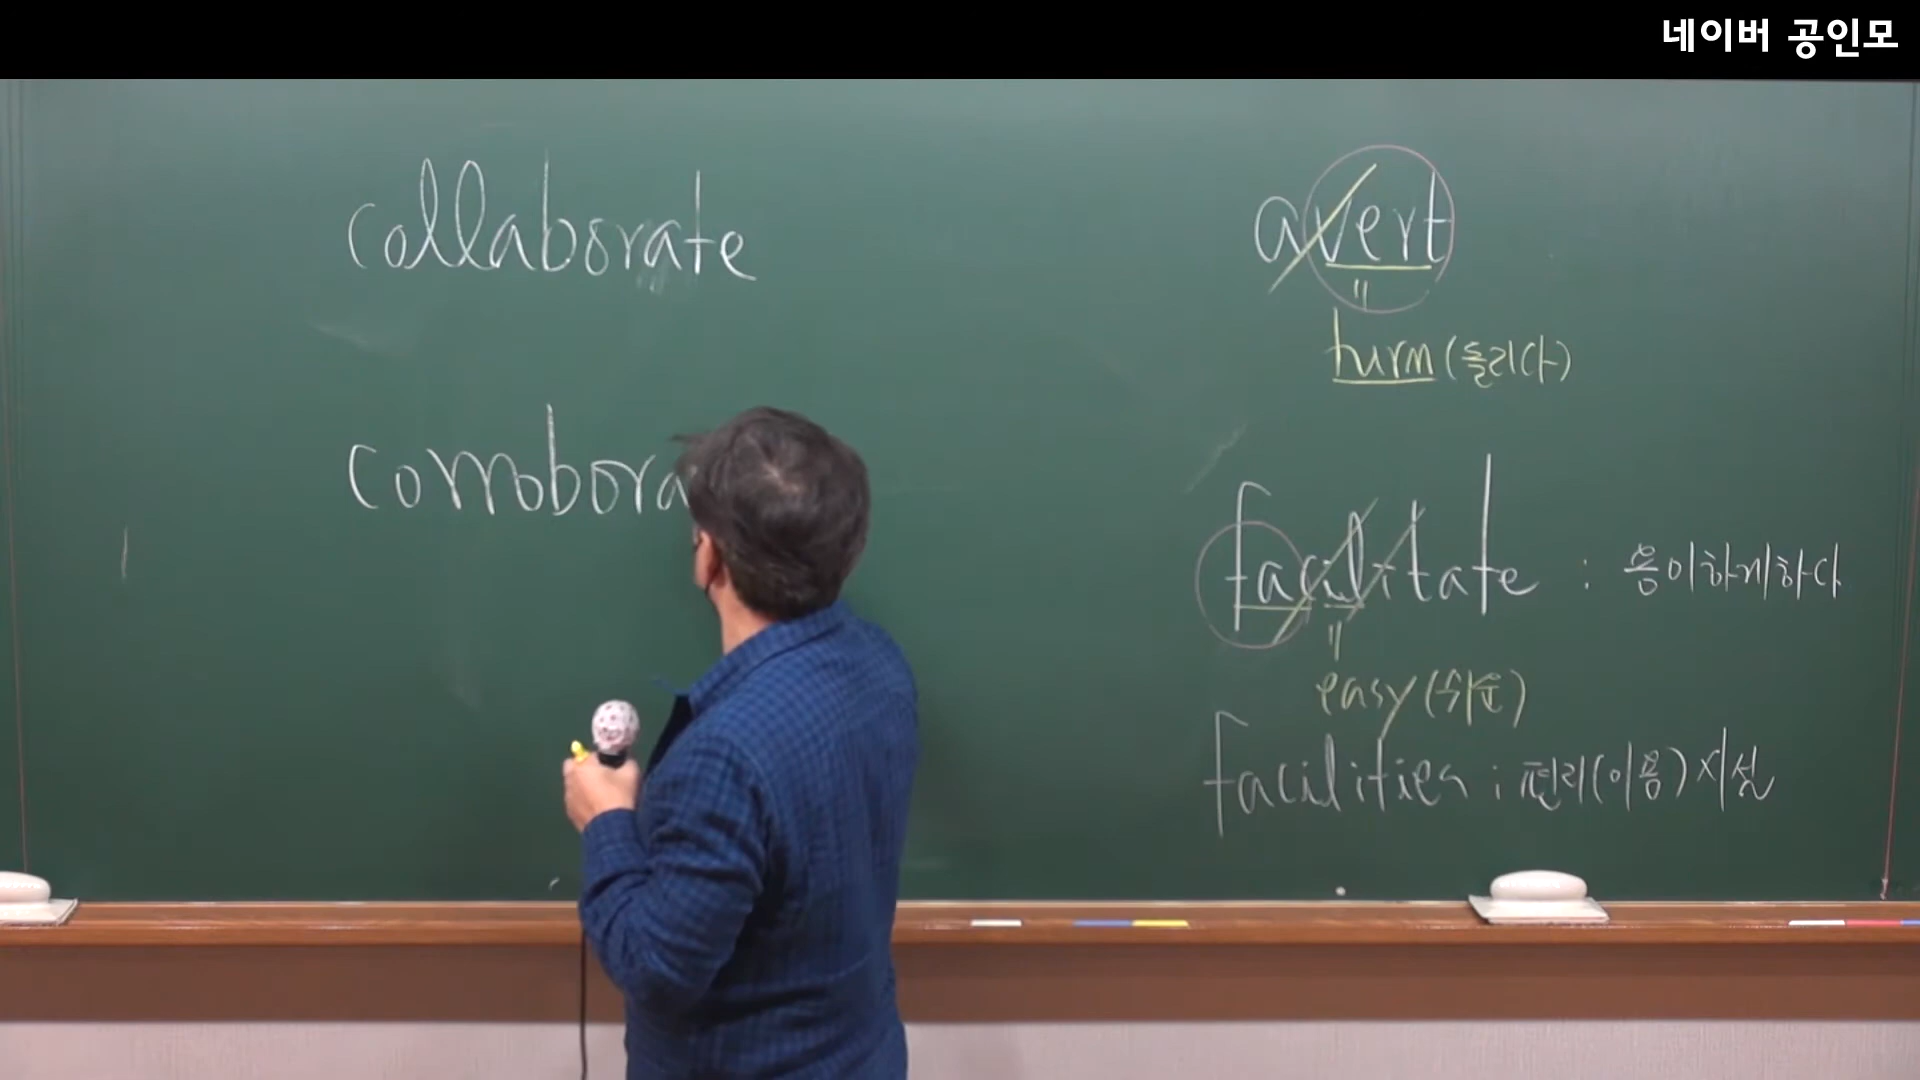 네이버 공인모
collaborate
corrobora
avert
"
turn (돌리다)
facilitate : 용이하게하다
"
easy (쉬운)
facilities : 편리(이용) 시설